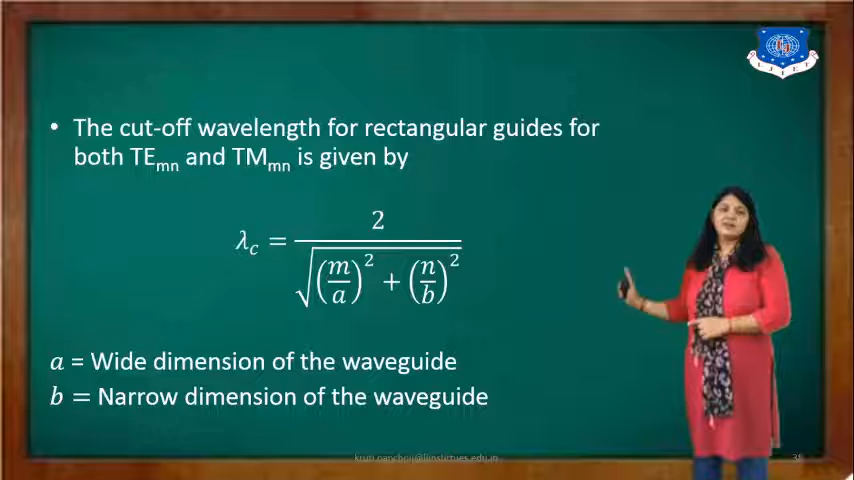 • The cut-off wavelength for rectangular guides for
both TEmn and TMmn is given by
λc = 2 / √((m/a)² + (n/b)²)
a = Wide dimension of the waveguide
b = Narrow dimension of the waveguide